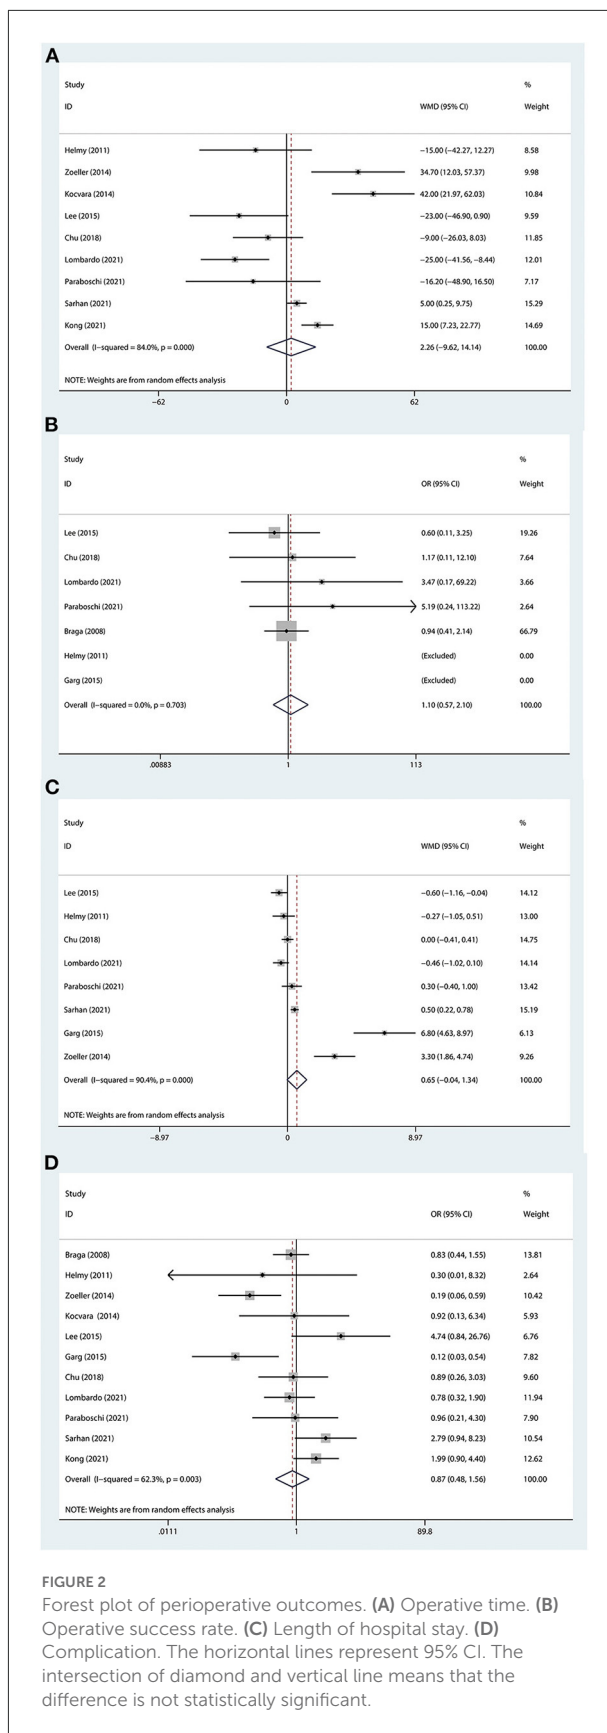 A
Study %
ID WMD (95% CI) Weight
Helmy (2011) −15.00 (−42.27, 12.27) 8.58
Zoeller (2014) 34.70 (12.03, 57.37) 9.98
Kocvara (2014) 42.00 (21.97, 62.03) 10.84
Lee (2015) −23.00 (−46.90, 0.90) 9.59
Chu (2018) −9.00 (−26.03, 8.03) 11.85
Lombardo (2021) −25.00 (−41.56, −8.44) 12.01
Paraboschi (2021) −16.20 (−48.90, 16.50) 7.17
Sarhan (2021) 5.00 (0.25, 9.75) 15.29
Kong (2021) 15.00 (7.23, 22.77) 14.69
Overall (I−squared = 84.0%, p = 0.000) 2.26 (−9.62, 14.14) 100.00
NOTE: Weights are from random effects analysis
−62 0 62
B
Study %
ID OR (95% CI) Weight
Lee (2015) 0.60 (0.11, 3.25) 19.26
Chu (2018) 1.17 (0.11, 12.10) 7.64
Lombardo (2021) 3.47 (0.17, 69.22) 3.66
Paraboschi (2021) 5.19 (0.24, 113.22) 2.64
Braga (2008) 0.94 (0.41, 2.14) 66.79
Helmy (2011) (Excluded) 0.00
Garg (2015) (Excluded) 0.00
Overall (I−squared = 0.0%, p = 0.703) 1.10 (0.57, 2.10) 100.00
.00883 1 113
C
Study %
ID WMD (95% CI) Weight
Lee (2015) −0.60 (−1.16, −0.04) 14.12
Helmy (2011) −0.27 (−1.05, 0.51) 13.00
Chu (2018) 0.00 (−0.41, 0.41) 14.75
Lombardo (2021) −0.46 (−1.02, 0.10) 14.14
Paraboschi (2021) 0.30 (−0.40, 1.00) 13.42
Sarhan (2021) 0.50 (0.22, 0.78) 15.19
Garg (2015) 6.80 (4.63, 8.97) 6.13
Zoeller (2014) 3.30 (1.86, 4.74) 9.26
Overall (I−squared = 90.4%, p = 0.000) 0.65 (−0.04, 1.34) 100.00
NOTE: Weights are from random effects analysis
−8.97 0 8.97
D
Study %
ID OR (95% CI) Weight
Braga (2008) 0.83 (0.44, 1.55) 13.81
Helmy (2011) 0.30 (0.01, 8.32) 2.64
Zoeller (2014) 0.19 (0.06, 0.59) 10.42
Kocvara (2014) 0.92 (0.13, 6.34) 5.93
Lee (2015) 4.74 (0.84, 26.76) 6.76
Garg (2015) 0.12 (0.03, 0.54) 7.82
Chu (2018) 0.89 (0.26, 3.03) 9.60
Lombardo (2021) 0.78 (0.32, 1.90) 11.94
Paraboschi (2021) 0.96 (0.21, 4.30) 7.90
Sarhan (2021) 2.79 (0.94, 8.23) 10.54
Kong (2021) 1.99 (0.90, 4.40) 12.62
Overall (I−squared = 62.3%, p = 0.003) 0.87 (0.48, 1.56) 100.00
NOTE: Weights are from random effects analysis
.0111 1 89.8
FIGURE 2
Forest plot of perioperative outcomes. (A) Operative time. (B)
Operative success rate. (C) Length of hospital stay. (D)
Complication. The horizontal lines represent 95% CI. The
intersection of diamond and vertical line means that the
difference is not statistically significant.